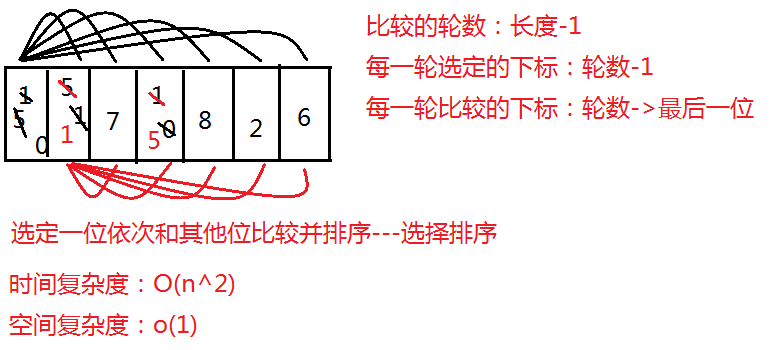 比较的轮数：长度-1
每一轮选定的下标：轮数-1
每一轮比较的下标：轮数->最后一位
1 5 1
5 1 7 0 8 2 6
0 1 5
选定一位依次和其他位比较并排序---选择排序
时间复杂度：O(n^2)
空间复杂度：o(1)